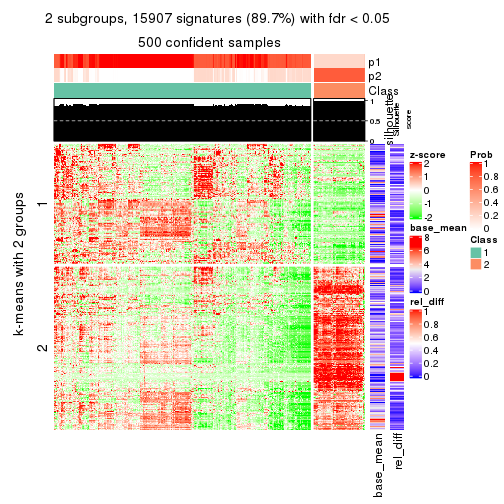 2 subgroups, 15907 signatures (89.7%) with fdr < 0.05
500 confident samples
p1
p2
Class
silhouette
Silhouette
score
1
0.5
0
k-means with 2 groups
1
2
base_mean
rel_diff
z-score
2
1
0
-1
-2
base_mean
8
6
4
2
0
rel_diff
1
0.8
0.6
0.4
0.2
0
Prob
1
0.8
0.6
0.4
0.2
0
Class
1
2